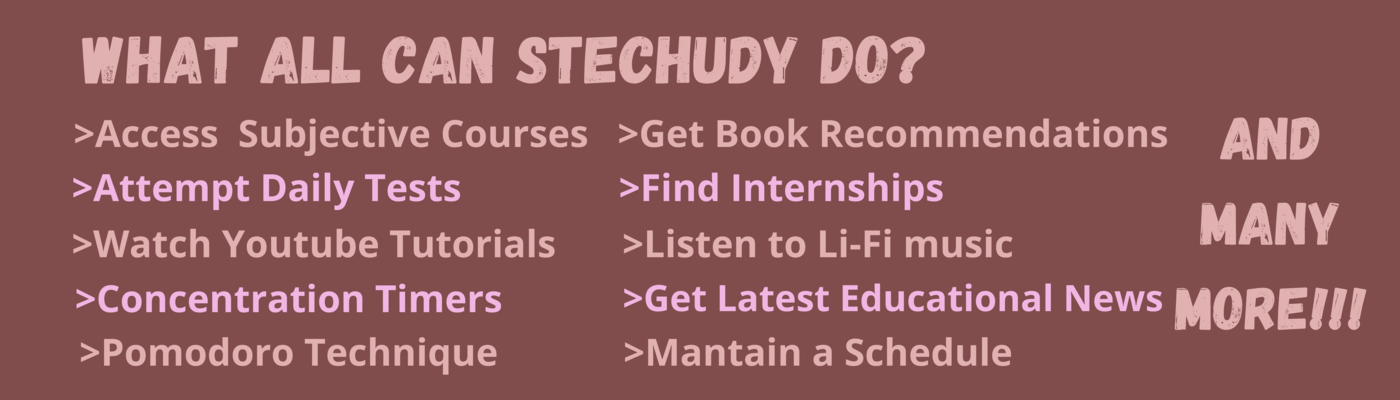 WHAT ALL CAN STECHUDY DO?
>Access Subjective Courses
>Attempt Daily Tests
>Watch Youtube Tutorials
>Concentration Timers
>Pomodoro Technique
>Get Book Recommendations
>Find Internships
>Listen to Li-Fi music
>Get Latest Educational News
>Mantain a Schedule
AND
MANY
MORE!!!